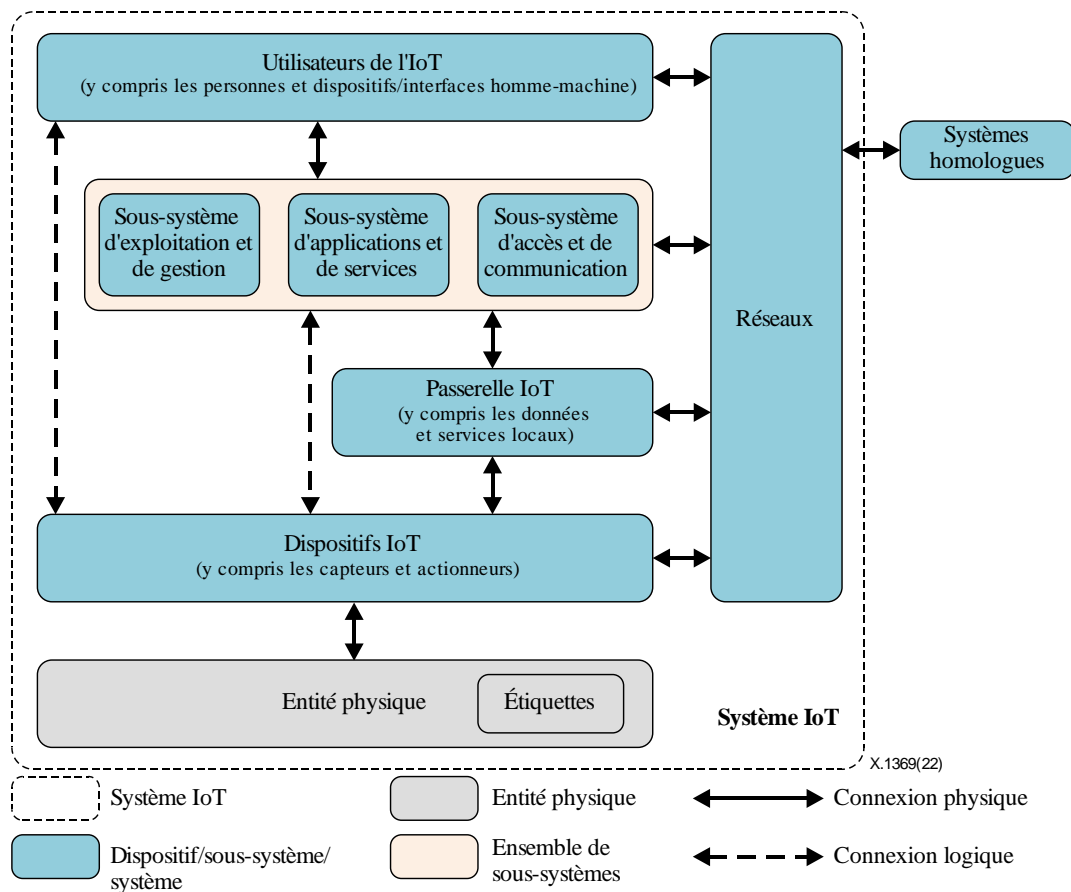 Utilisateurs de l'IoT
(y compris les personnes et dispositifs/interfaces homme-machine)
Systèmes
homologues
Sous-système
d'exploitation et
de gestion
Sous-système
d'applications et
de services
Sous-système
d'accès et de
communication
Réseaux
Passerelle IoT
(y compris les données
et services locaux)
Dispositifs IoT
(y compris les capteurs et actionneurs)
Entité physique
Étiquettes
Système IoT
X.1369(22)
Système IoT
Entité physique
Connexion physique
Dispositif/sous-système/
système
Ensemble de
sous-systèmes
Connexion logique